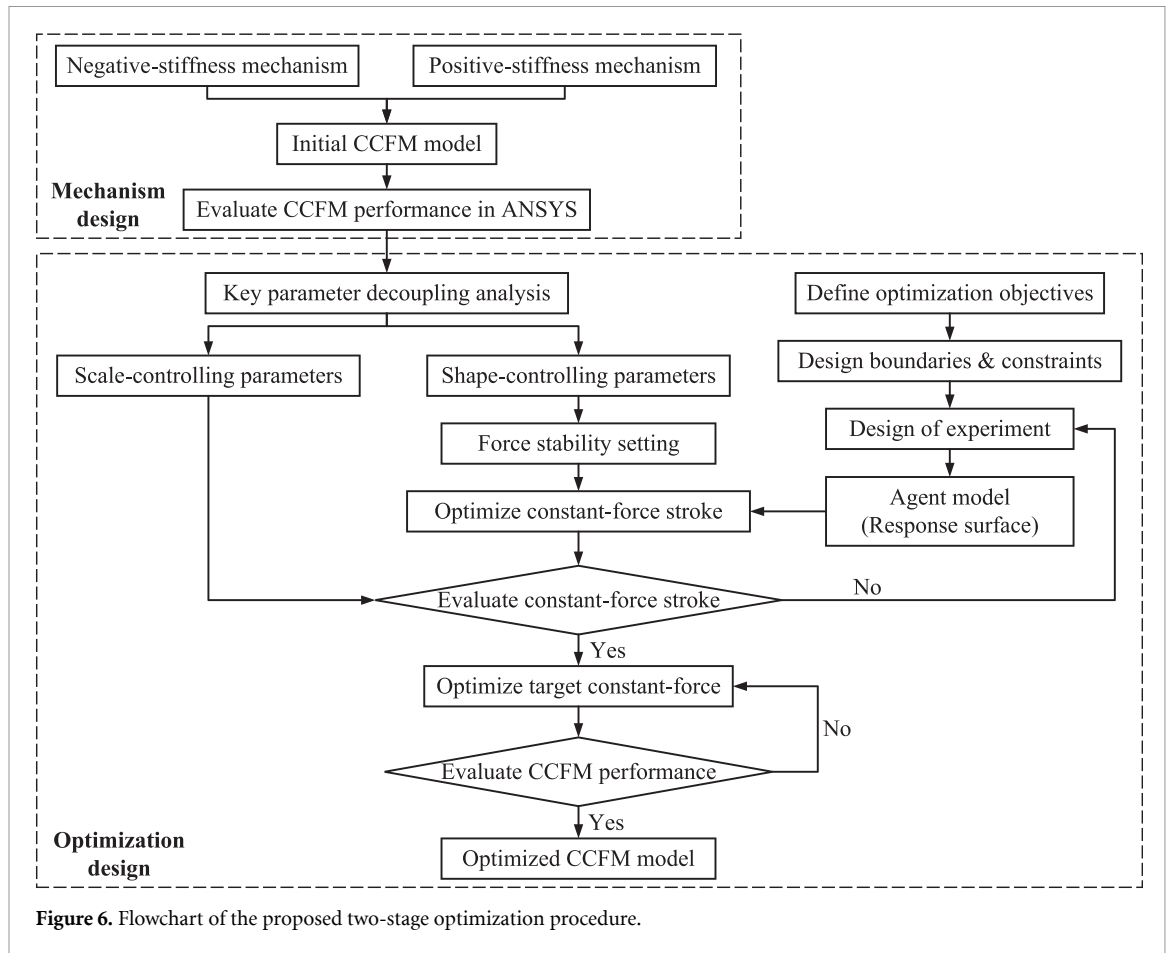 Negative-stiffness mechanism
Positive-stiffness mechanism
Initial CCFM model
Mechanism
design
Evaluate CCFM performance in ANSYS
Key parameter decoupling analysis
Define optimization objectives
Scale-controlling parameters
Shape-controlling parameters
Design boundaries & constraints
Force stability setting
Design of experiment
Optimize constant-force stroke
Agent model
(Response surface)
Evaluate constant-force stroke
No
Yes
Optimize target constant-force
No
Evaluate CCFM performance
Yes
Optimization
design
Optimized CCFM model
Figure 6. Flowchart of the proposed two-stage optimization procedure.